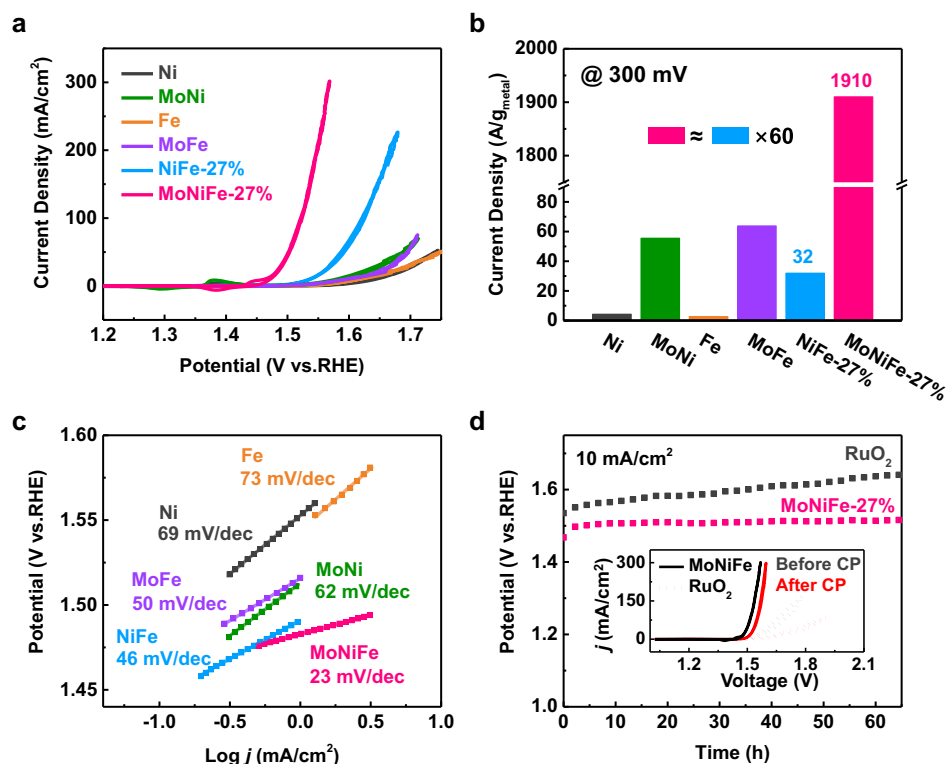 a
Current Density (mA/cm²)
300
200
100
0
Ni
MoNi
Fe
MoFe
NiFe-27%
MoNiFe-27%
1.2 1.3 1.4 1.5 1.6 1.7
Potential (V vs.RHE)
b
Current Density (A/g_metal)
2000
1900
1800
80
60
40
20
0
@ 300 mV
≈ ×60
1910
32
Ni MoNi Fe MoFe NiFe-27% MoNiFe-27%
c
Potential (V vs.RHE)
1.60
1.55
1.50
1.45
Fe
73 mV/dec
Ni
69 mV/dec
MoFe
50 mV/dec
MoNi
62 mV/dec
NiFe
46 mV/dec
MoNiFe
23 mV/dec
-1.0 -0.5 0.0 0.5 1.0
Log j (mA/cm²)
d
Potential (V vs.RHE)
1.6
1.4
1.2
1.0
10 mA/cm²
RuO₂
MoNiFe-27%
j (mA/cm²)
300
150
0
MoNiFe
RuO₂
Before CP
After CP
1.2 1.5 1.8 2.1
Voltage (V)
0 10 20 30 40 50 60
Time (h)